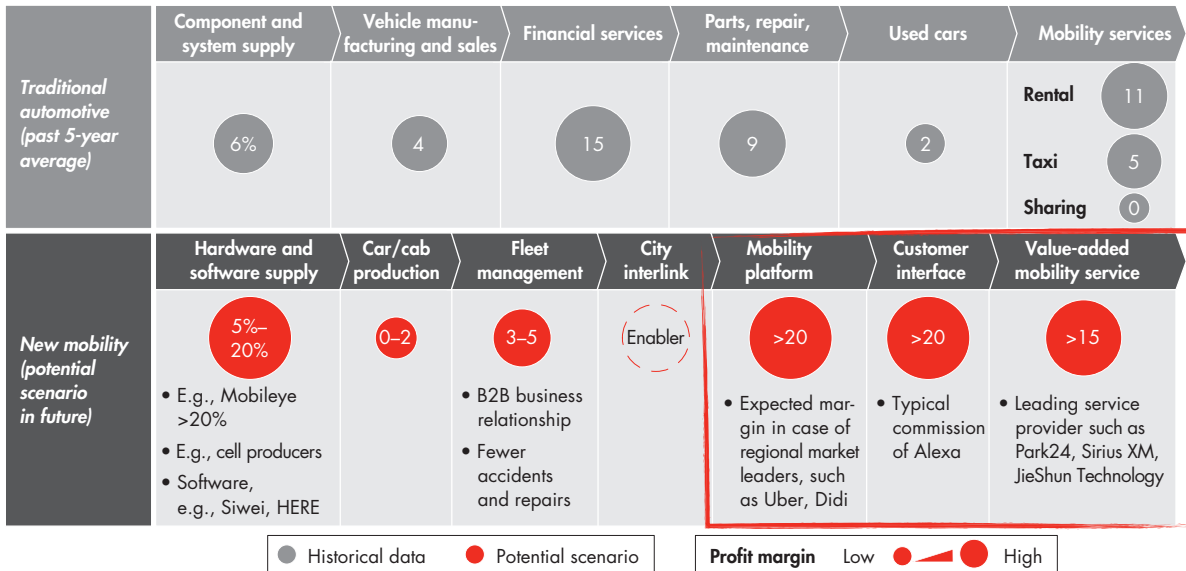 Component and
system supply
Vehicle manu-
facturing and sales
Financial services
Parts, repair,
maintenance
Used cars
Mobility services
Traditional
automotive
(past 5-year
average)
6%
4
15
9
2
Rental
11
Taxi
5
Sharing
0
Hardware and
software supply
Car/cab
production
Fleet
management
City
interlink
Mobility
platform
Customer
interface
Value-added
mobility service
New mobility
(potential
scenario
in future)
5%–
20%
• E.g., Mobileye
>20%
• E.g., cell producers
• Software,
e.g., Siwei, HERE
0–2
3–5
• B2B business
relationship
• Fewer
accidents
and repairs
Enabler
>20
• Expected mar-
gin in case of
regional market
leaders, such
as Uber, Didi
>20
• Typical
commission
of Alexa
>15
• Leading service
provider such as
Park24, Sirius XM,
JieShun Technology
Historical data
Potential scenario
Profit margin Low High